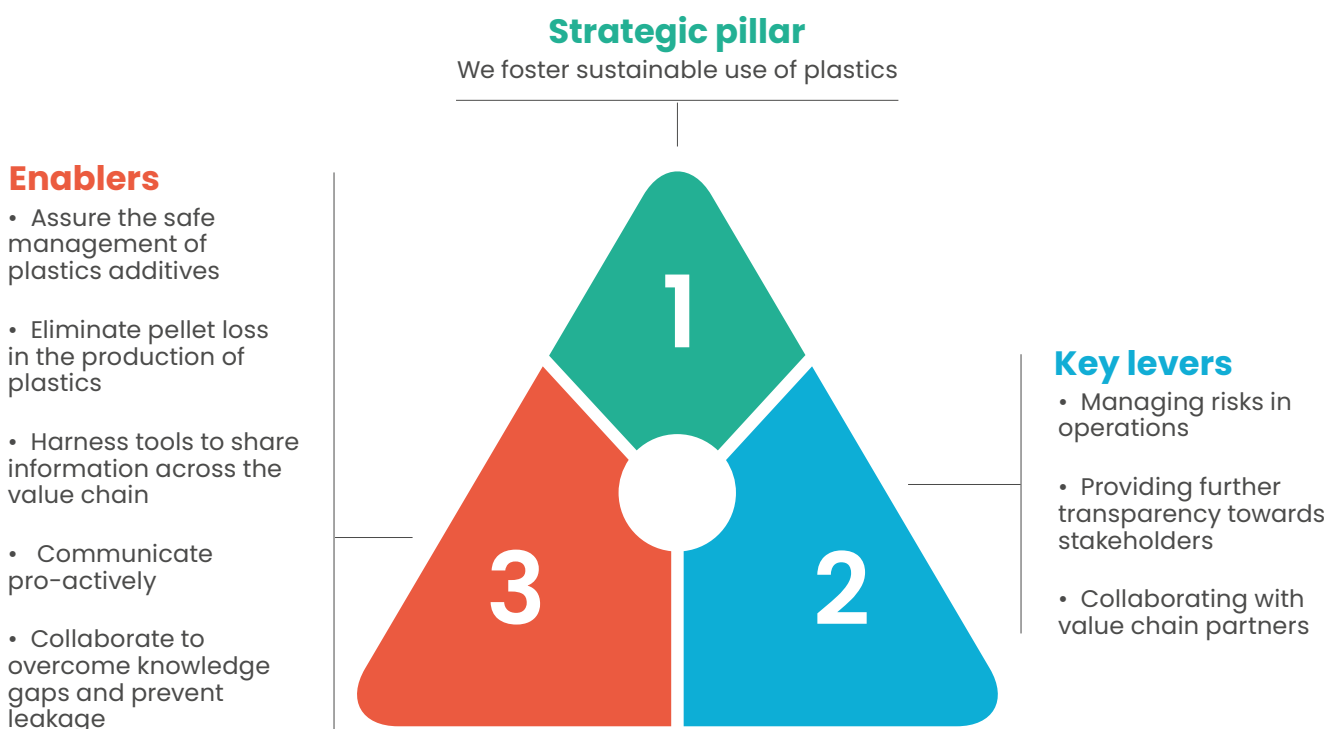 Strategic pillar
We foster sustainable use of plastics
1
Key levers
• Managing risks in
operations
• Providing further
transparency towards
stakeholders
• Collaborating with
value chain partners
2
Enablers
• Assure the safe
management of
plastics additives
• Eliminate pellet loss
in the production of
plastics
• Harness tools to share
information across the
value chain
• Communicate
pro-actively
• Collaborate to
overcome knowledge
gaps and prevent
leakage
3